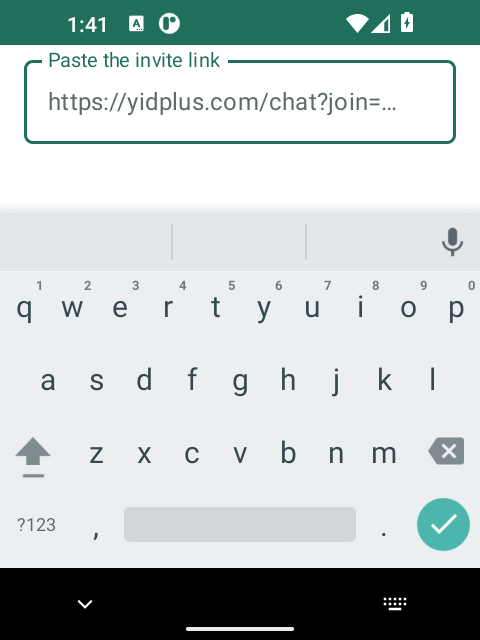 1:41
Paste the invite link
https://yidplus.com/chat?join=…
1 2 3 4 5 6 7 8 9 0
q w e r t y u i o p
a s d f g h j k l
z x c v b n m
?123 , .